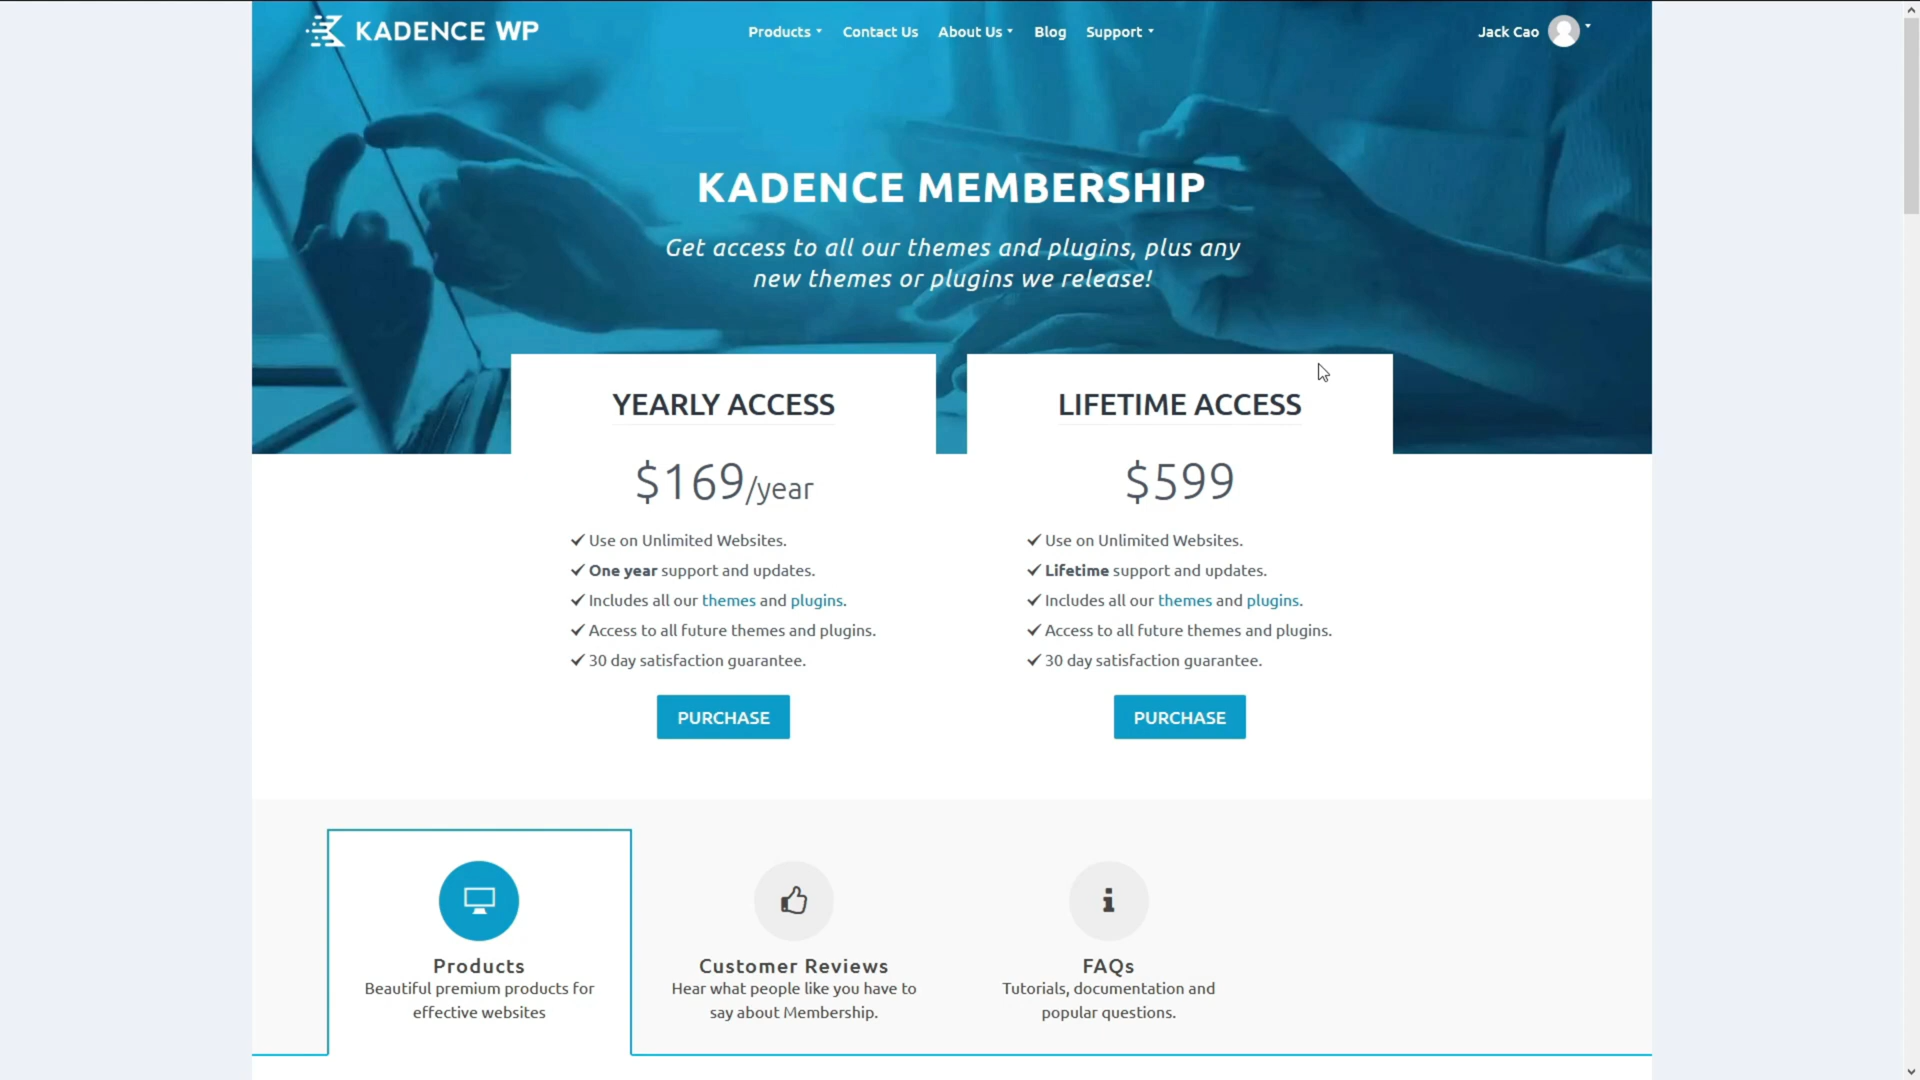 KADENCE WP
Products Contact Us About Us Blog Support
Jack Cao
KADENCE MEMBERSHIP
Get access to all our themes and plugins, plus any
new themes or plugins we release!
YEARLY ACCESS
$169/year
✓ Use on Unlimited Websites.
✓ One year support and updates.
✓ Includes all our themes and plugins.
✓ Access to all future themes and plugins.
✓ 30 day satisfaction guarantee.
PURCHASE
LIFETIME ACCESS
$599
✓ Use on Unlimited Websites.
✓ Lifetime support and updates.
✓ Includes all our themes and plugins.
✓ Access to all future themes and plugins.
✓ 30 day satisfaction guarantee.
PURCHASE
Products
Beautiful premium products for
effective websites
Customer Reviews
Hear what people like you have to
say about Membership.
FAQs
Tutorials, documentation and
popular questions.